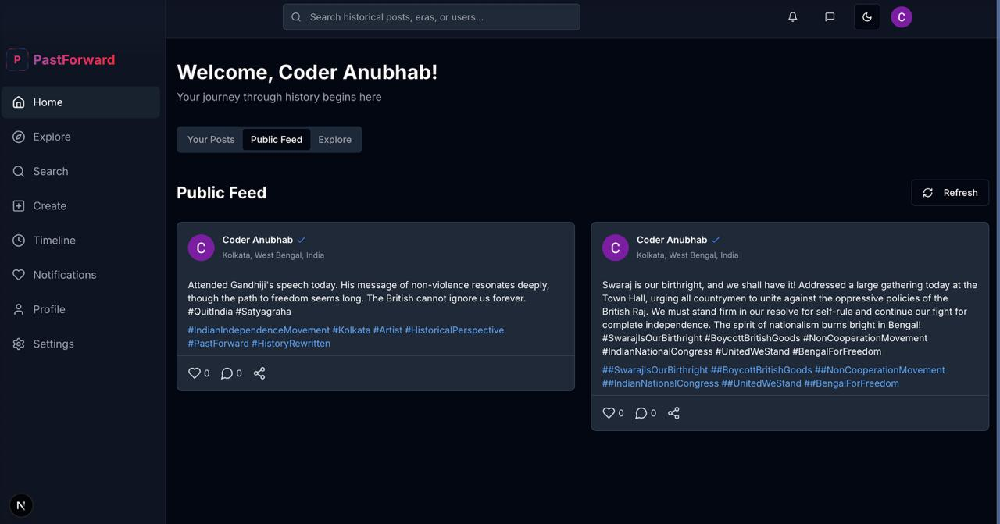 Search historical posts, eras, or users...
C
P
PastForward
Home
Explore
Search
Create
Timeline
Notifications
Profile
Settings
N
Welcome, Coder Anubhab!
Your journey through history begins here
Your Posts Public Feed Explore
Public Feed
Refresh
C
Coder Anubhab
Kolkata, West Bengal, India
Attended Gandhiji's speech today. His message of non-violence resonates deeply,
though the path to freedom seems long. The British cannot ignore us forever.
#QuitIndia #Satyagraha
#IndianIndependenceMovement #Kolkata #Artist #HistoricalPerspective
#PastForward #HistoryRewritten
0 0
C
Coder Anubhab
Kolkata, West Bengal, India
Swaraj is our birthright, and we shall have it! Addressed a large gathering today at the
Town Hall, urging all countrymen to unite against the oppressive policies of the
British Raj. We must stand firm in our resolve for self-rule and continue our fight for
complete independence. The spirit of nationalism burns bright in Bengal!
#SwarajIsOurBirthright #BoycottBritishGoods #NonCooperationMovement
#IndianNationalCongress #UnitedWeStand #BengalForFreedom
##SwarajIsOurBirthright ##BoycottBritishGoods ##NonCooperationMovement
##IndianNationalCongress ##UnitedWeStand ##BengalForFreedom
0 0